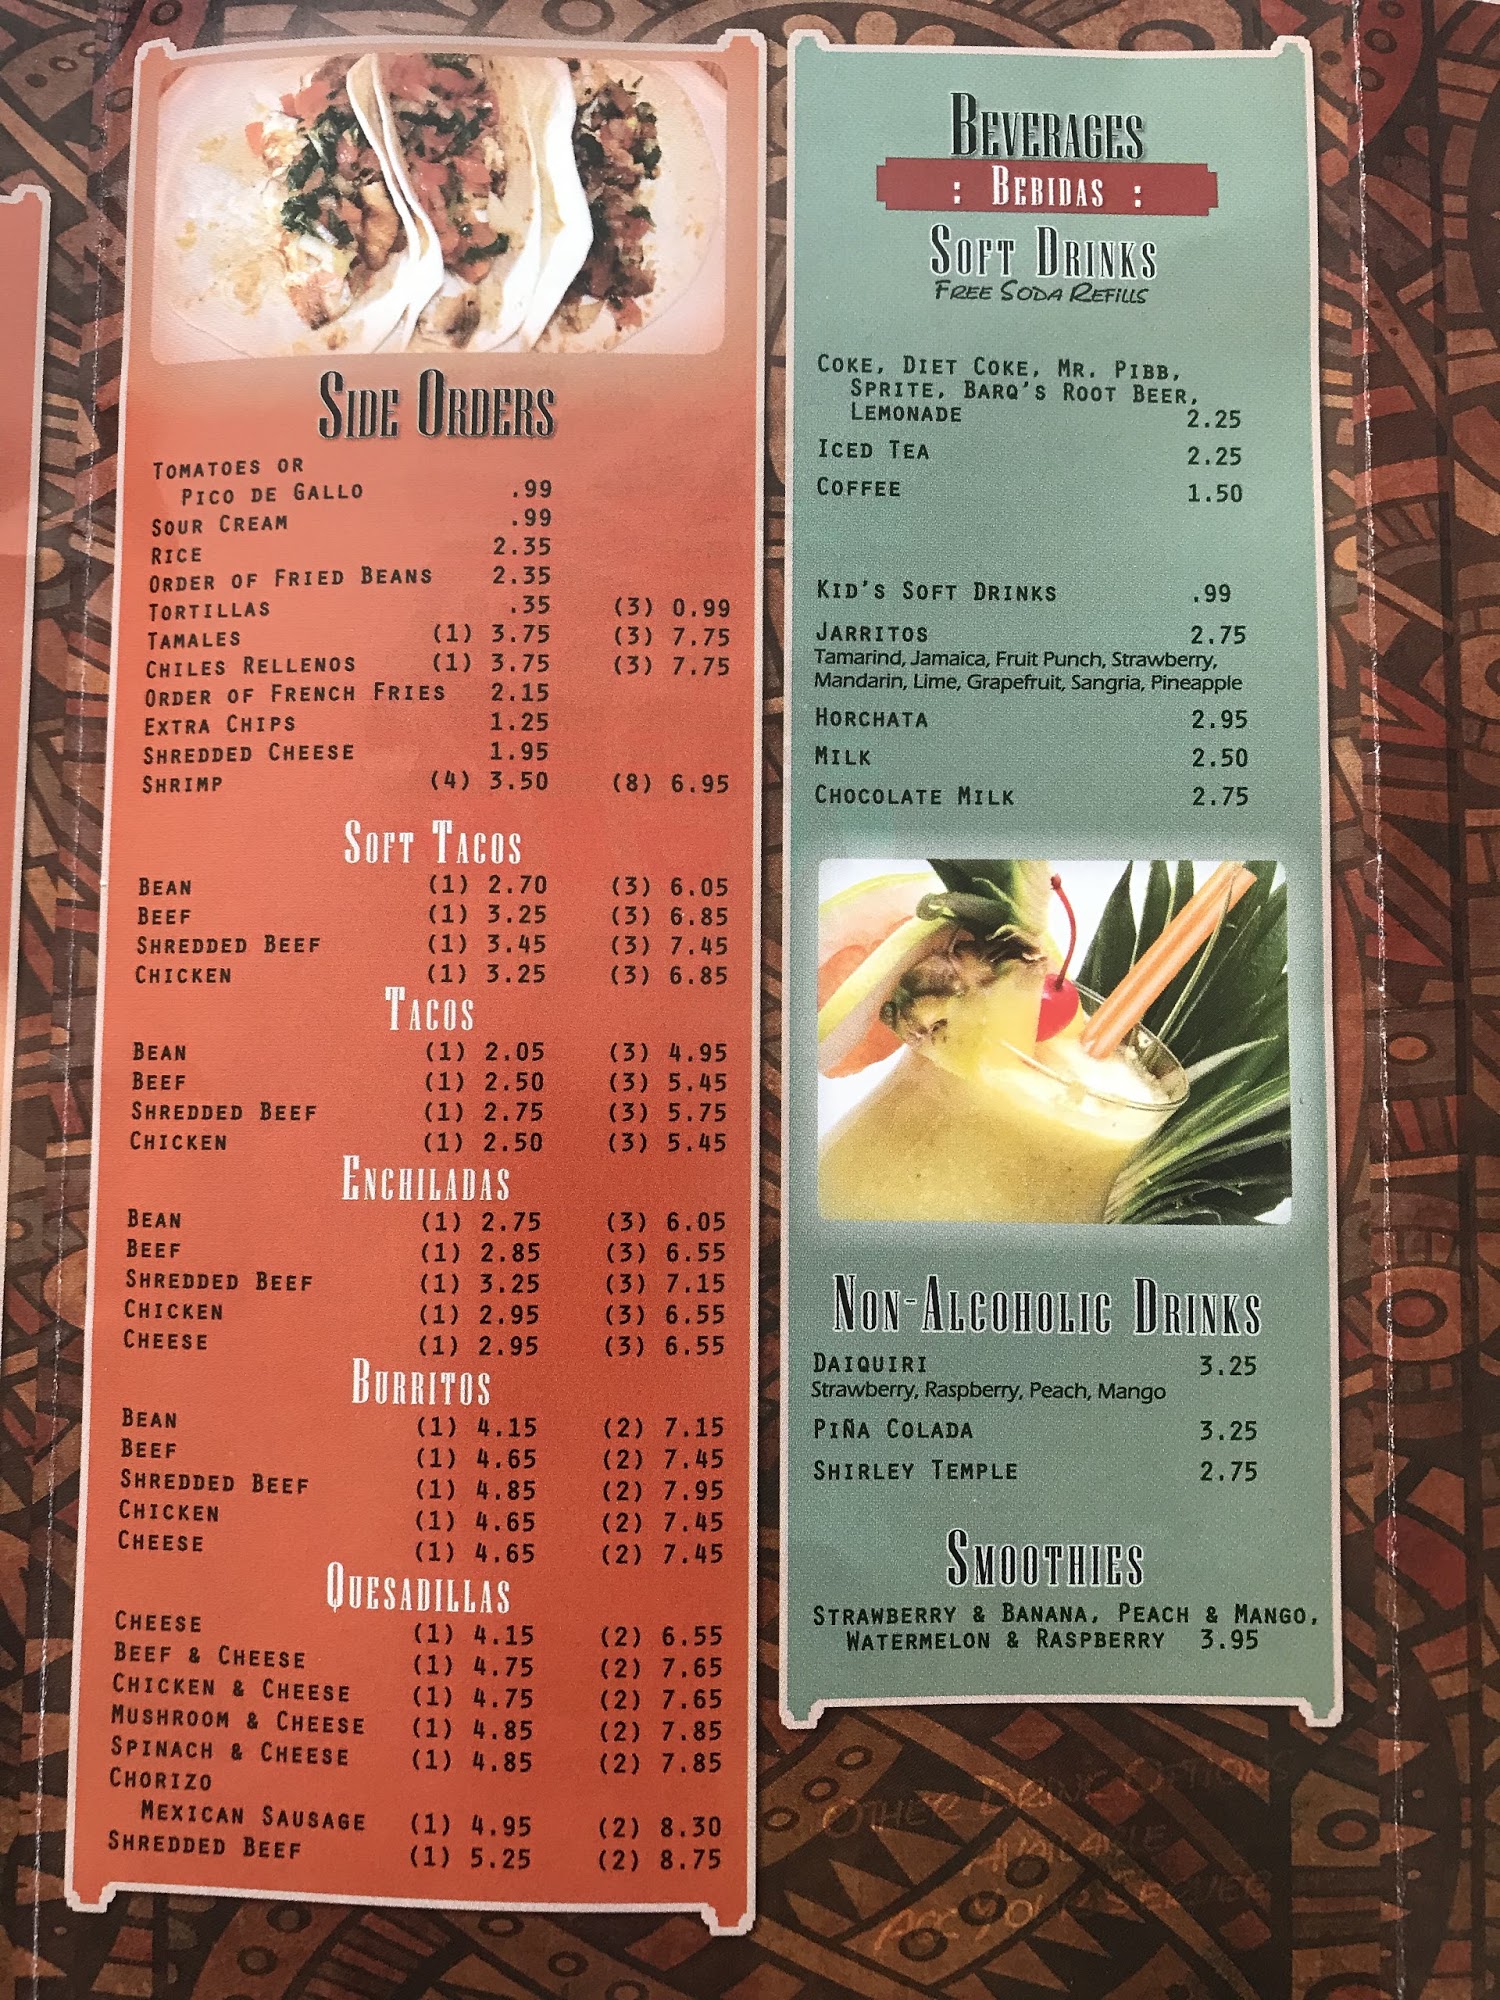 Side Orders
Tomatoes or
Pico de Gallo .99
Sour Cream .99
Rice 2.35
Order of Fried Beans 2.35
Tortillas .35 (3) 0.99
Tamales (1) 3.75 (3) 7.75
Chiles Rellenos (1) 3.75 (3) 7.75
Order of French Fries 2.15
Extra Chips 1.25
Shredded Cheese 1.95
Shrimp (4) 3.50 (8) 6.95
Soft Tacos
Bean (1) 2.70 (3) 6.05
Beef (1) 3.25 (3) 6.85
Shredded Beef (1) 3.45 (3) 7.45
Chicken (1) 3.25 (3) 6.85
Tacos
Bean (1) 2.05 (3) 4.95
Beef (1) 2.50 (3) 5.45
Shredded Beef (1) 2.75 (3) 5.75
Chicken (1) 2.50 (3) 5.45
Enchiladas
Bean (1) 2.75 (3) 6.05
Beef (1) 2.85 (3) 6.55
Shredded Beef (1) 3.25 (3) 7.15
Chicken (1) 2.95 (3) 6.55
Cheese (1) 2.95 (3) 6.55
Burritos
Bean (1) 4.15 (2) 7.15
Beef (1) 4.65 (2) 7.45
Shredded Beef (1) 4.85 (2) 7.95
Chicken (1) 4.65 (2) 7.45
Cheese (1) 4.65 (2) 7.45
Quesadillas
Cheese (1) 4.15 (2) 6.55
Beef & Cheese (1) 4.75 (2) 7.65
Chicken & Cheese (1) 4.75 (2) 7.65
Mushroom & Cheese (1) 4.85 (2) 7.85
Spinach & Cheese (1) 4.85 (2) 7.85
Chorizo
Mexican Sausage (1) 4.95 (2) 8.30
Shredded Beef (1) 5.25 (2) 8.75
Beverages
: Bebidas :
Soft Drinks
Free Soda Refills
Coke, Diet Coke, Mr. Pibb,
Sprite, Barq's Root Beer,
Lemonade 2.25
Iced Tea 2.25
Coffee 1.50
Kid's Soft Drinks .99
Jarritos 2.75
Tamarind, Jamaica, Fruit Punch, Strawberry,
Mandarin, Lime, Grapefruit, Sangria, Pineapple
Horchata 2.95
Milk 2.50
Chocolate Milk 2.75
Non-Alcoholic Drinks
Daiquiri 3.25
Strawberry, Raspberry, Peach, Mango
Piña Colada 3.25
Shirley Temple 2.75
Smoothies
Strawberry & Banana, Peach & Mango,
Watermelon & Raspberry 3.95
Other Drink Options
Available
Your Server